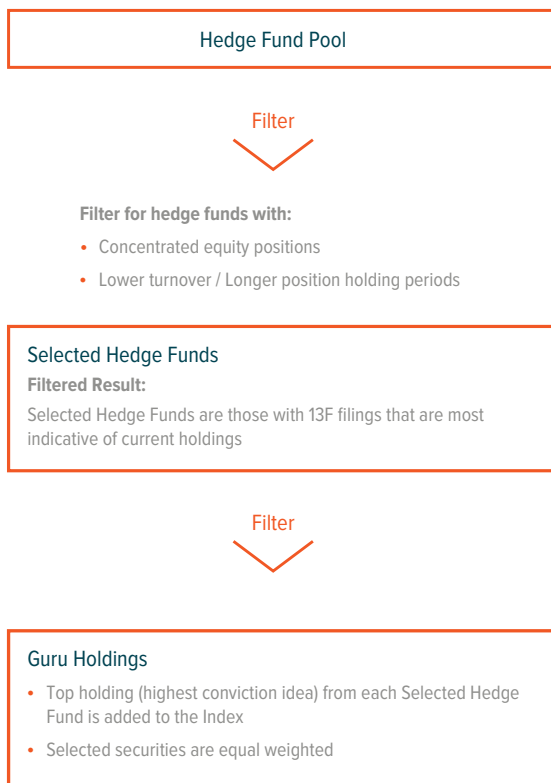 Hedge Fund Pool
Filter
Filter for hedge funds with:
• Concentrated equity positions
• Lower turnover / Longer position holding periods
Selected Hedge Funds
Filtered Result:
Selected Hedge Funds are those with 13F filings that are most
indicative of current holdings
Filter
Guru Holdings
• Top holding (highest conviction idea) from each Selected Hedge
Fund is added to the Index
• Selected securities are equal weighted